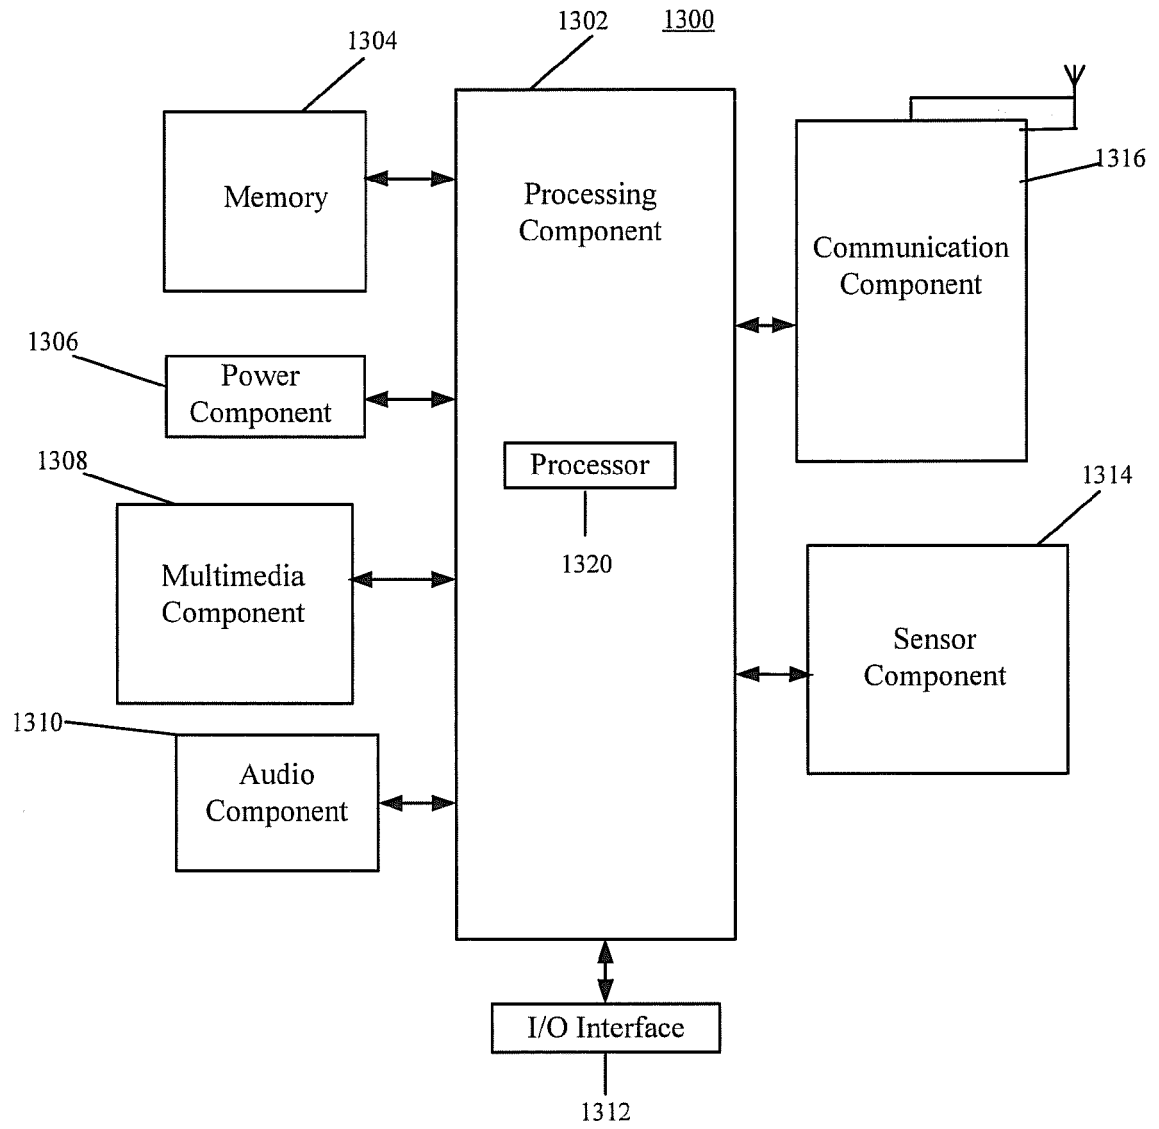 1302
1300
1304
Memory
Processing
Component
1316
Communication
Component
1306
Power
Component
1308
Processor
1320
1314
Multimedia
Component
Sensor
Component
1310
Audio
Component
I/O Interface
1312